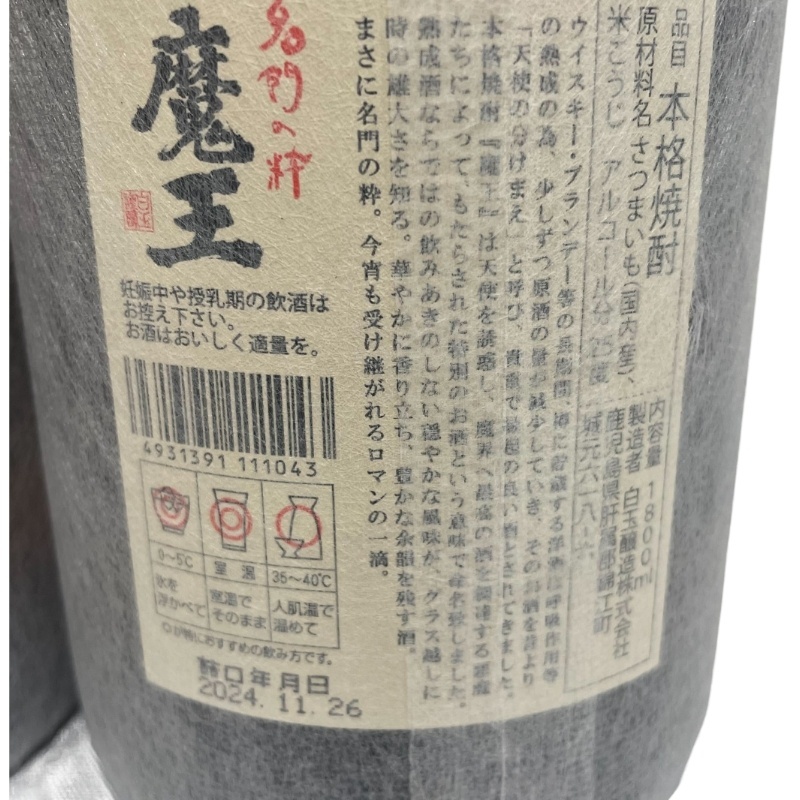 品目 本格焼酎
原材料名 さつまいも(国内産)、
米こうじ アルコール分 25度
内容量 1800ml
製造者 白玉醸造株式会社
鹿児島県肝属郡錦江町
城元六一八ー六
ウイスキー・ブランデー等の長期間、樽に貯蔵する洋酒は呼吸作用等
の熟成の為、少しずつ原酒の量が減少していき、そのお酒を昔より
「天使の分けまえ」と呼び、貴重で最高の良い酒とされてきました。
本格焼酎『魔王』は天使を誘惑し、魔界へ最高の酒を調達する悪魔
たちによって、もたらされた特別のお酒という意味で命名致しました。
熟成酒ならではの飲みあきのしない穏やかな風味が、グラス越しに
時の雄大さを知る。華やかに香り立ち、豊かな余韻を残す酒。
まさに名門の粋。今宵も受け継がれるロマンの一滴。
名門の粋
魔王
妊娠中や授乳期の飲酒は
お控え下さい。
お酒はおいしく適量を。
4931391 111043
0〜5℃ 室温 35〜40℃
氷を
浮かべて
室温で
そのまま
人肌温で
温めて
◎が特におすすめの飲み方です。
詰口年月日
2024.11.26